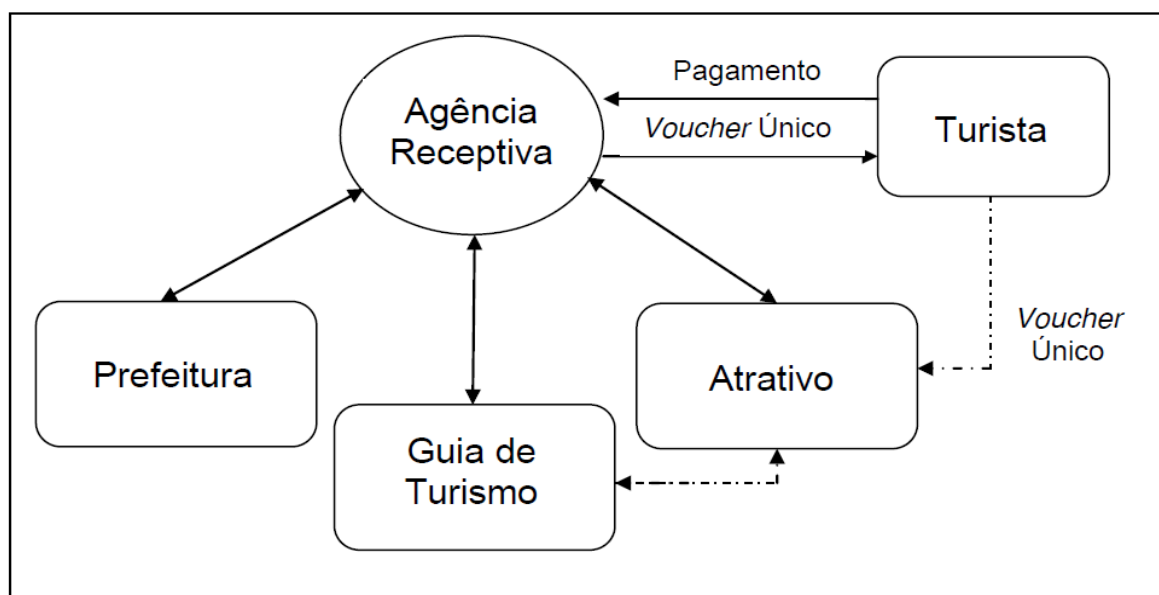 Pagamento
Agência
Receptiva
Voucher Único
Turista
Prefeitura
Atrativo
Voucher
Único
Guia de
Turismo